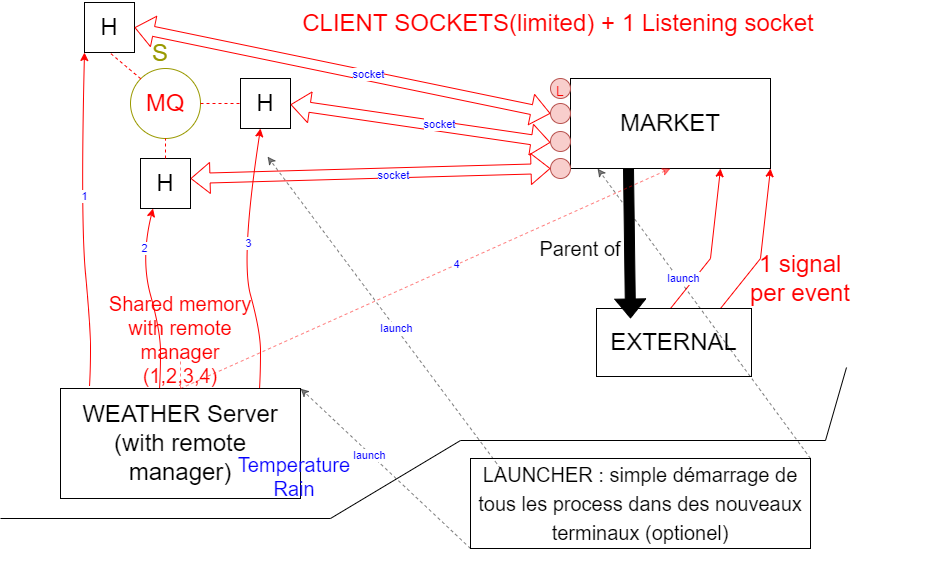 CLIENT SOCKETS(limited) + 1 Listening socket
H
S
MQ
H
H
socket
socket
socket
L
MARKET
1
2
3
4
Parent of
launch
1 signal
per event
Shared memory
with remote
manager
(1,2,3,4)
launch
EXTERNAL
WEATHER Server
(with remote
manager)
Temperature
Rain
launch
LAUNCHER : simple démarrage de
tous les process dans des nouveaux
terminaux (optionel)